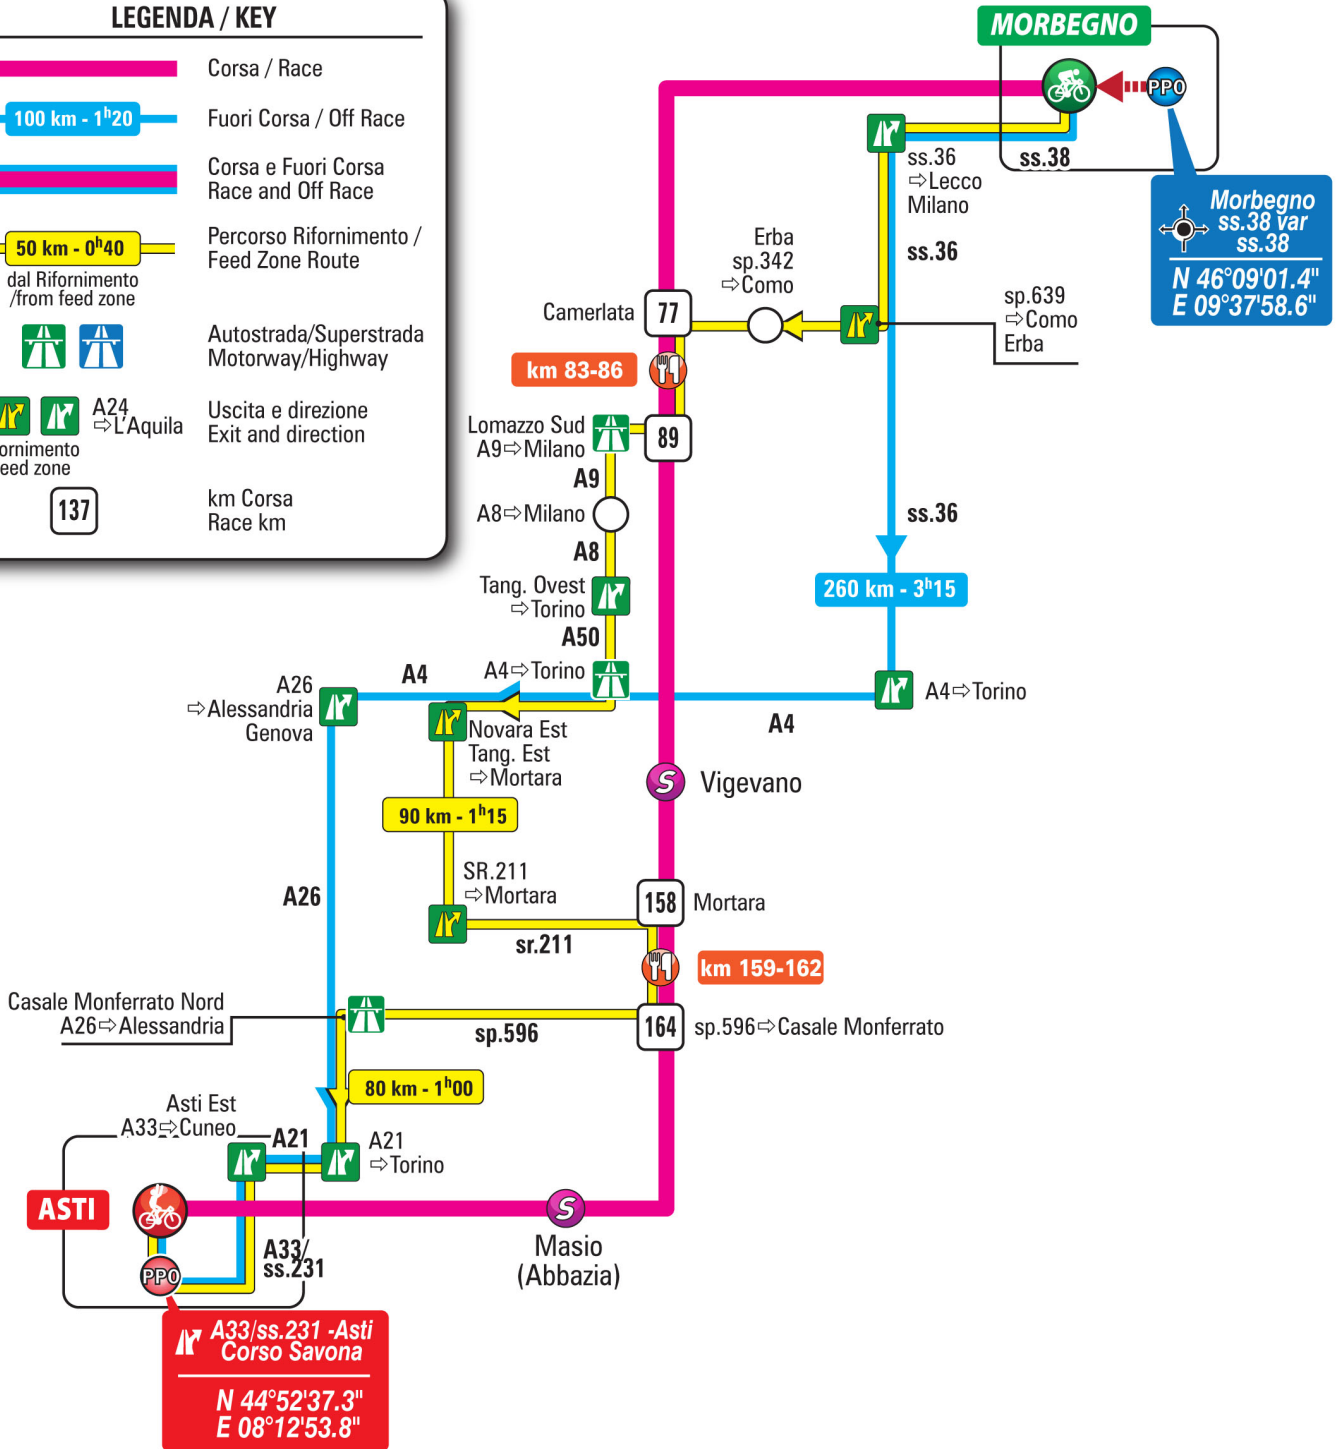 LEGENDA / KEY
Corsa / Race
100 km - 1h20
Fuori Corsa / Off Race
Corsa e Fuori Corsa
Race and Off Race
50 km - 0h40
dal Rifornimento
/from feed zone
Percorso Rifornimento /
Feed Zone Route
Autostrada/Superstrada
Motorway/Highway
A24
⇨L'Aquila
ornimento
eed zone
Uscita e direzione
Exit and direction
137
km Corsa
Race km
MORBEGNO
PPO
ss.38
Morbegno
ss.38 var
ss.38
N 46°09'01.4"
E 09°37'58.6"
ss.36
⇨Lecco
Milano
ss.36
Erba
sp.342
⇨Como
sp.639
⇨Como
Erba
Camerlata
77
km 83-86
Lomazzo Sud
A9⇨Milano
89
A9
A8⇨Milano
A8
ss.36
Tang. Ovest
⇨Torino
260 km - 3h15
A50
A4⇨Torino
A4
A26
⇨Alessandria
Genova
A4⇨Torino
A4
Novara Est
Tang. Est
⇨Mortara
S
Vigevano
90 km - 1h15
SR.211
⇨Mortara
A26
158
Mortara
sr.211
km 159-162
Casale Monferrato Nord
A26⇨Alessandria
sp.596
164
sp.596⇨Casale Monferrato
80 km - 1h00
Asti Est
A33⇨Cuneo
A21
A21
⇨Torino
ASTI
S
Masio
(Abbazia)
A33/
ss.231
PPO
A33/ss.231 -Asti
Corso Savona
N 44°52'37.3"
E 08°12'53.8"